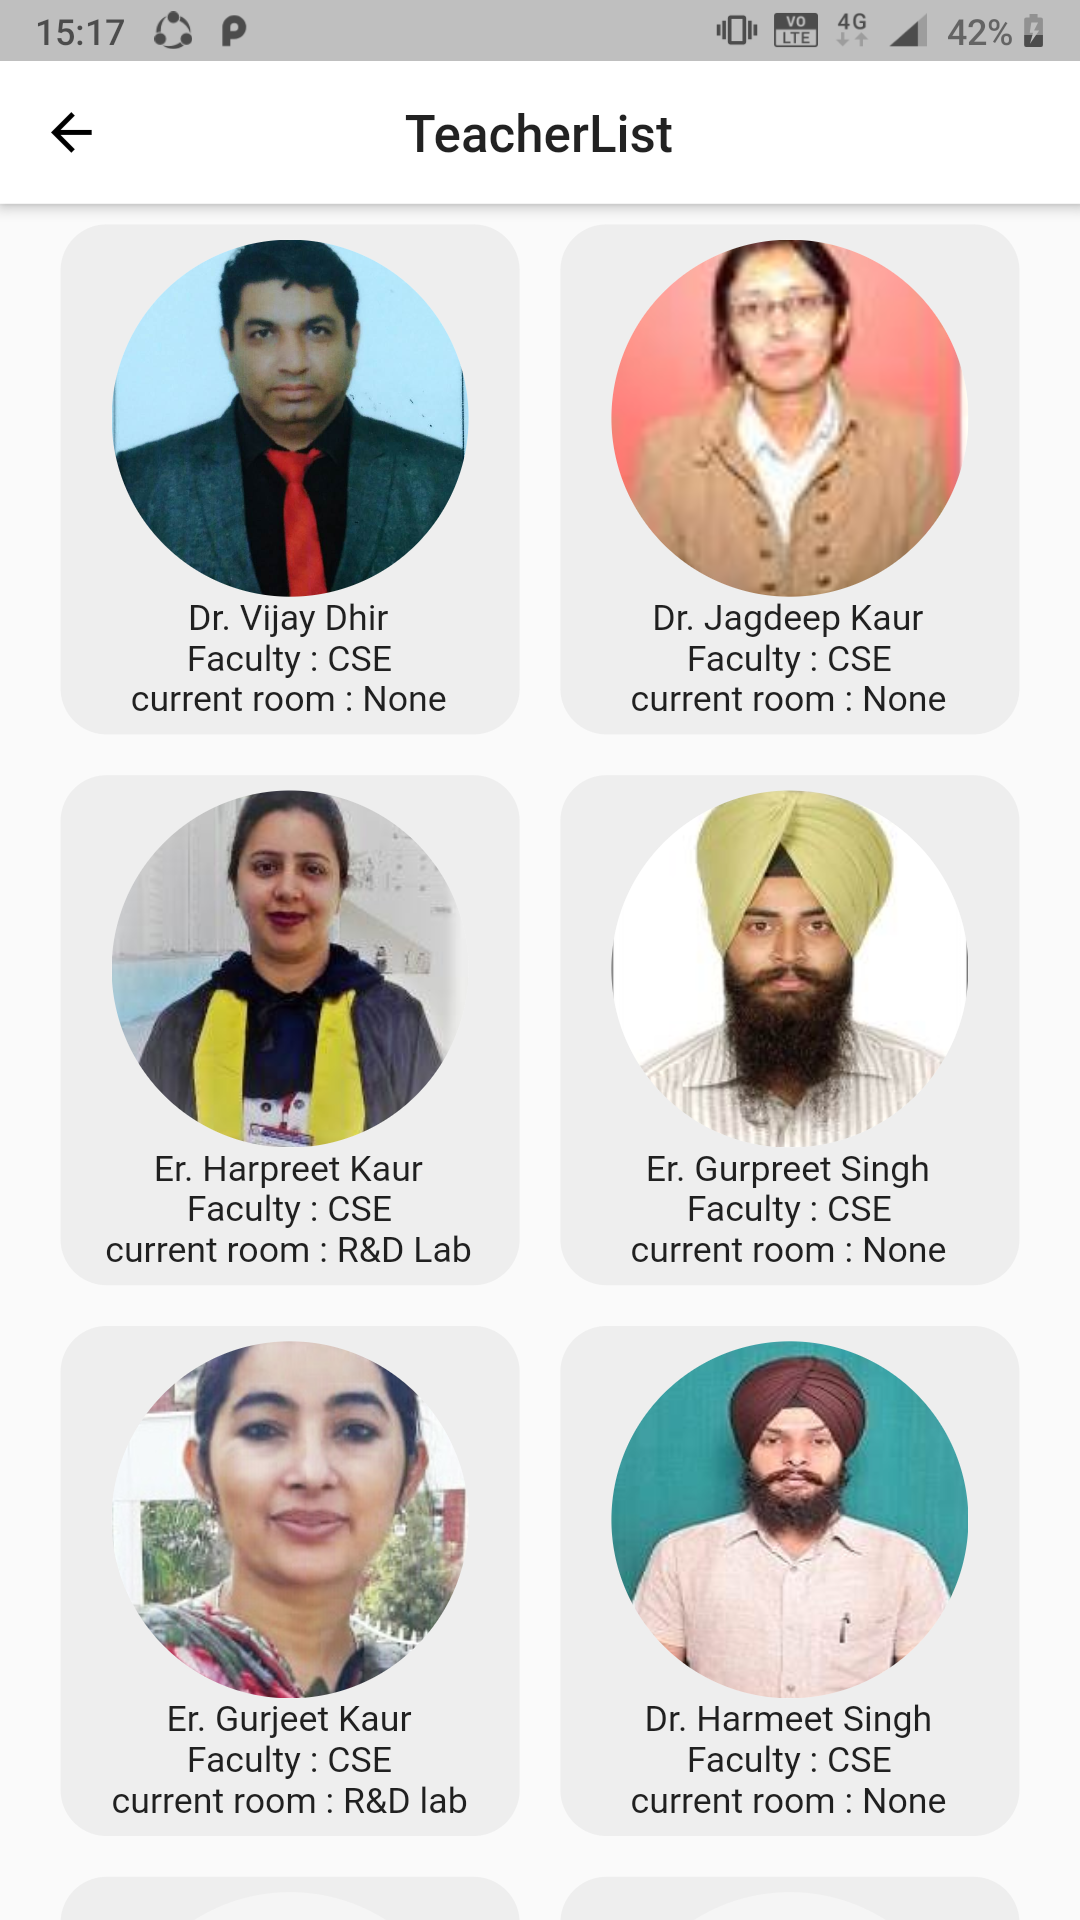 15:17 VO LTE 4G 42%
TeacherList
Dr. Vijay Dhir
Faculty : CSE
current room : None
Dr. Jagdeep Kaur
Faculty : CSE
current room : None
Er. Harpreet Kaur
Faculty : CSE
current room : R&D Lab
Er. Gurpreet Singh
Faculty : CSE
current room : None
Er. Gurjeet Kaur
Faculty : CSE
current room : R&D lab
Dr. Harmeet Singh
Faculty : CSE
current room : None